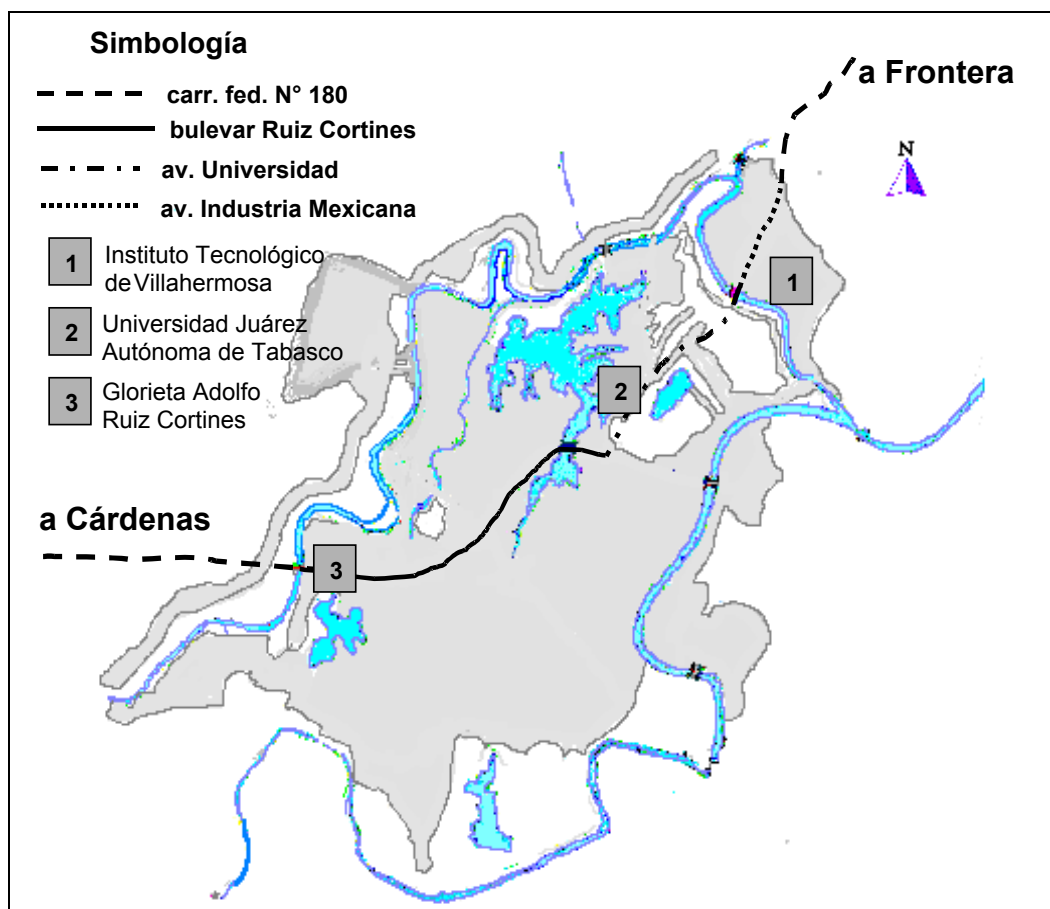 Simbología
carr. fed. N° 180
bulevar Ruiz Cortines
av. Universidad
av. Industria Mexicana
1 Instituto Tecnológico
de Villahermosa
2 Universidad Juárez
Autónoma de Tabasco
3 Glorieta Adolfo
Ruiz Cortines
a Frontera
N
1
2
a Cárdenas
3